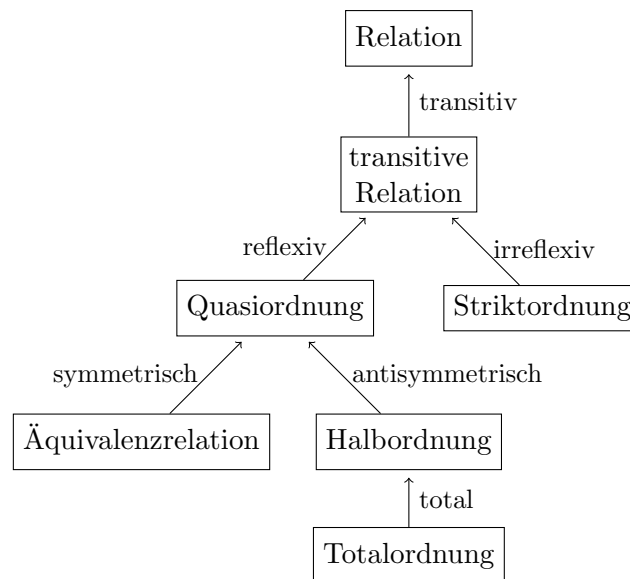 Relation
transitiv
transitive
Relation
reflexiv
irreflexiv
Quasiordnung
Striktordnung
symmetrisch
antisymmetrisch
Äquivalenzrelation
Halbordnung
total
Totalordnung